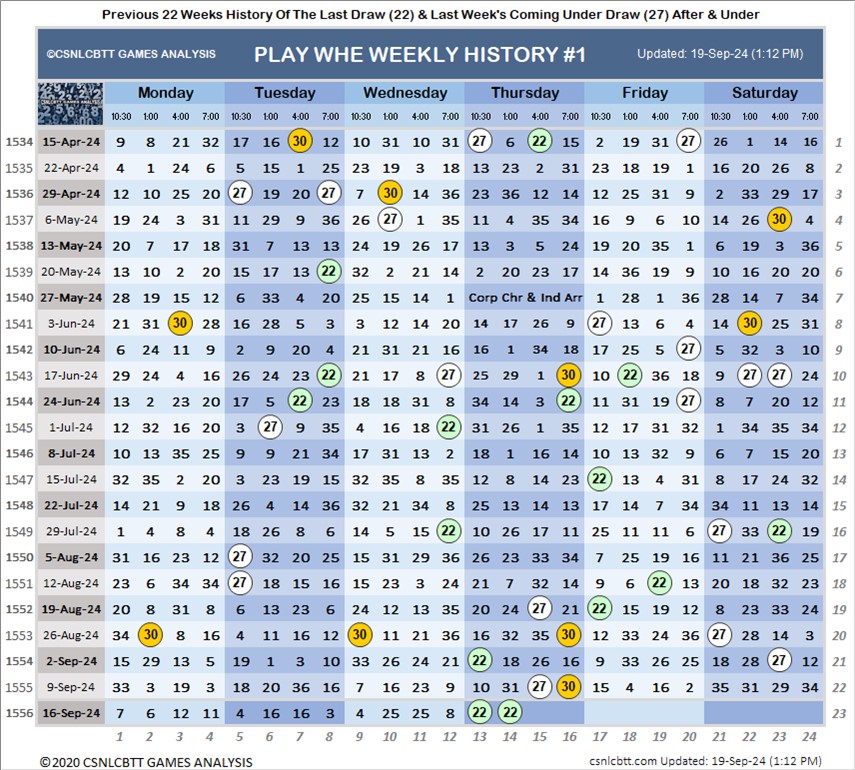 Previous 22 Weeks History Of The Last Draw (22) & Last Week's Coming Under Draw (27) After & Under
©CSNLCBTT GAMES ANALYSIS PLAY WHE WEEKLY HISTORY #1 Updated: 19-Sep-24 (1:12 PM)
Monday Tuesday Wednesday Thursday Friday Saturday
CSNLCBTT GAMES ANALYSIS 10:30 1:00 4:00 7:00 10:30 1:00 4:00 7:00 10:30 1:00 4:00 7:00 10:30 1:00 4:00 7:00 10:30 1:00 4:00 7:00 10:30 1:00 4:00 7:00
1534 15-Apr-24 9 8 21 32 17 16 30 12 10 31 10 31 27 6 22 15 2 19 31 27 26 1 14 16 1
1535 22-Apr-24 4 1 24 6 5 15 1 25 23 19 3 18 13 23 2 31 23 18 19 1 16 20 26 8 2
1536 29-Apr-24 12 10 25 20 27 19 20 27 9 30 14 36 23 36 12 14 12 25 31 9 2 33 29 17 3
1537 6-May-24 19 24 3 31 11 29 9 36 26 27 1 35 11 4 35 34 16 9 6 10 14 26 30 34 4
1538 13-May-24 20 7 17 18 31 7 13 13 24 19 26 17 13 3 5 24 19 20 35 1 6 19 3 36 5
1539 20-May-24 13 10 2 20 15 17 13 22 32 2 21 14 2 20 23 17 14 36 19 9 10 16 20 20 6
1540 27-May-24 28 19 15 12 6 33 4 20 25 15 14 1 Corp Chr & Ind Arr 1 28 1 36 28 14 7 34 7
1541 3-Jun-24 21 31 30 28 16 28 5 3 3 12 14 20 14 17 26 9 27 13 6 4 14 30 25 31 8
1542 10-Jun-24 6 24 11 9 2 9 20 4 21 31 21 16 16 1 34 18 17 25 5 27 5 32 3 10 9
1543 17-Jun-24 29 24 4 16 26 24 23 22 21 17 8 27 25 29 1 30 10 22 36 18 9 27 27 24 10
1544 24-Jun-24 13 2 23 20 17 5 22 23 18 18 31 8 34 14 3 22 11 31 19 27 8 7 20 12 11
1545 1-Jul-24 12 32 16 20 3 27 9 35 4 16 18 22 31 26 1 35 12 17 31 32 1 34 35 34 12
1546 8-Jul-24 10 13 35 25 9 9 21 34 17 31 13 2 18 1 16 14 10 13 32 9 6 7 15 20 13
1547 15-Jul-24 32 35 2 20 3 23 19 15 32 35 8 35 12 8 14 23 22 13 4 31 8 17 24 32 14
1548 22-Jul-24 14 21 9 18 26 4 14 36 32 21 34 8 25 13 14 13 17 14 7 34 34 11 13 14 15
1549 29-Jul-24 1 4 8 4 18 26 8 6 14 5 15 22 10 26 17 11 25 11 11 6 27 33 22 19 16
1550 5-Aug-24 31 16 23 12 27 32 20 25 15 31 29 36 26 23 33 34 7 25 19 16 11 21 36 25 17
1551 12-Aug-24 23 6 34 34 27 18 15 16 15 23 3 24 21 7 32 14 9 6 22 13 20 18 32 23 18
1552 19-Aug-24 20 8 31 8 6 13 23 6 24 12 13 35 20 24 27 21 22 15 19 12 8 23 33 24 19
1553 26-Aug-24 34 30 8 16 4 11 16 12 30 11 21 36 16 32 35 30 12 33 24 36 27 28 14 3 20
1554 2-Sep-24 15 29 13 5 19 1 3 10 33 26 24 21 22 18 26 16 9 33 26 25 18 28 27 12 21
1555 9-Sep-24 33 3 19 3 18 20 36 16 7 16 23 9 10 31 27 30 15 4 16 2 35 31 29 34 22
1556 16-Sep-24 7 6 12 11 4 16 16 3 4 25 25 8 22 22 23
1 2 3 4 5 6 7 8 9 10 11 12 13 14 15 16 17 18 19 20 21 22 23 24
©2020 CSNLCBTT GAMES ANALYSIS csnlcbtt.com Updated: 19-Sep-24 (1:12 PM)